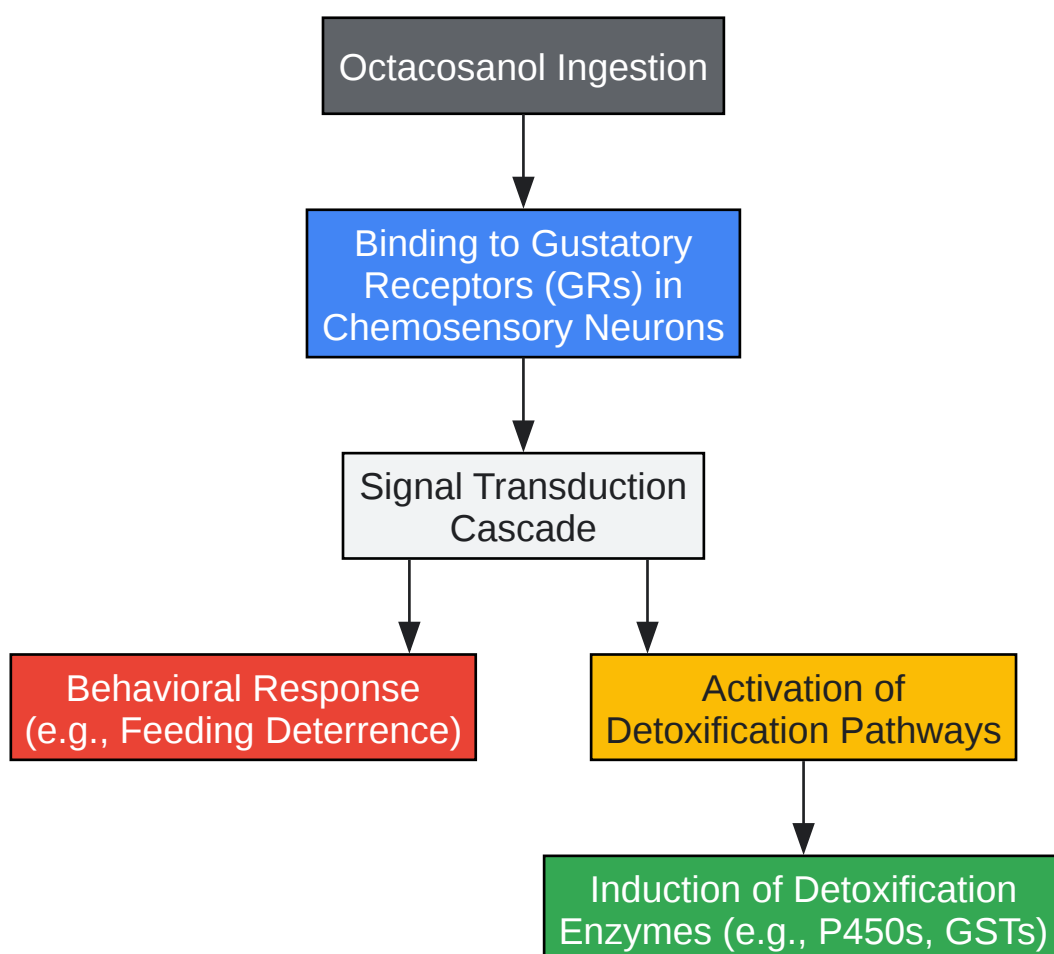 Octacosanol Ingestion
Binding to Gustatory
Receptors (GRs) in
Chemosensory Neurons
Signal Transduction
Cascade
Behavioral Response
(e.g., Feeding Deterrence)
Activation of
Detoxification Pathways
Induction of Detoxification
Enzymes (e.g., P450s, GSTs)